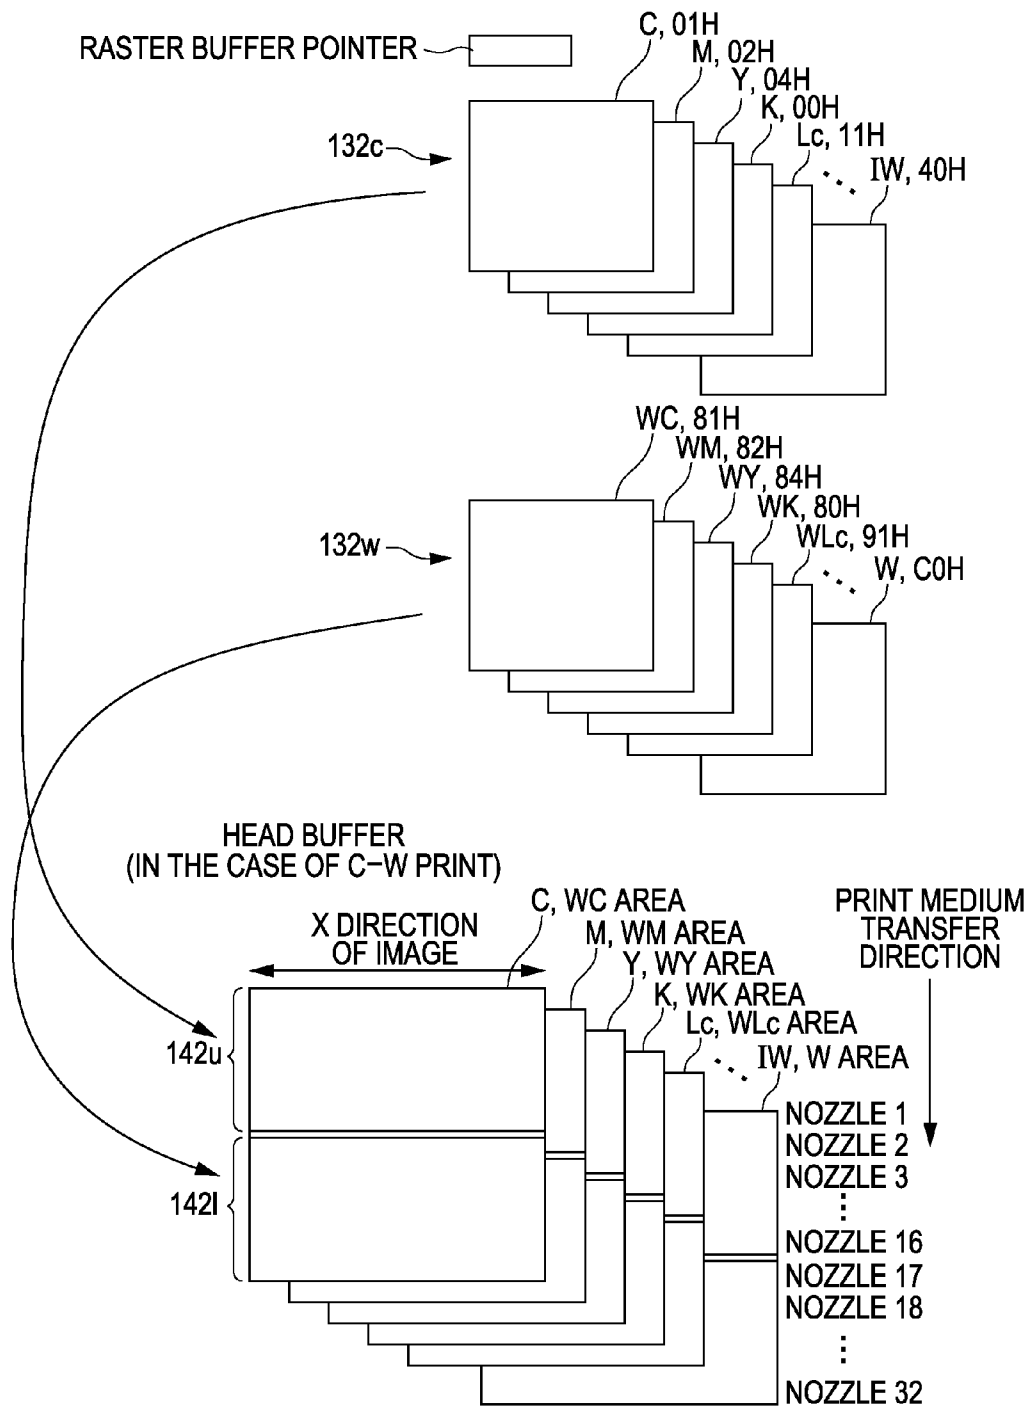 RASTER BUFFER POINTER
C, 01H
M, 02H
Y, 04H
K, 00H
Lc, 11H
IW, 40H
132c
WC, 81H
WM, 82H
WY, 84H
WK, 80H
WLc, 91H
W, C0H
132w
HEAD BUFFER
(IN THE CASE OF C-W PRINT)
X DIRECTION
OF IMAGE
C, WC AREA
M, WM AREA
Y, WY AREA
K, WK AREA
Lc, WLc AREA
IW, W AREA
PRINT MEDIUM
TRANSFER
DIRECTION
142u
142l
NOZZLE 1
NOZZLE 2
NOZZLE 3
NOZZLE 16
NOZZLE 17
NOZZLE 18
NOZZLE 32